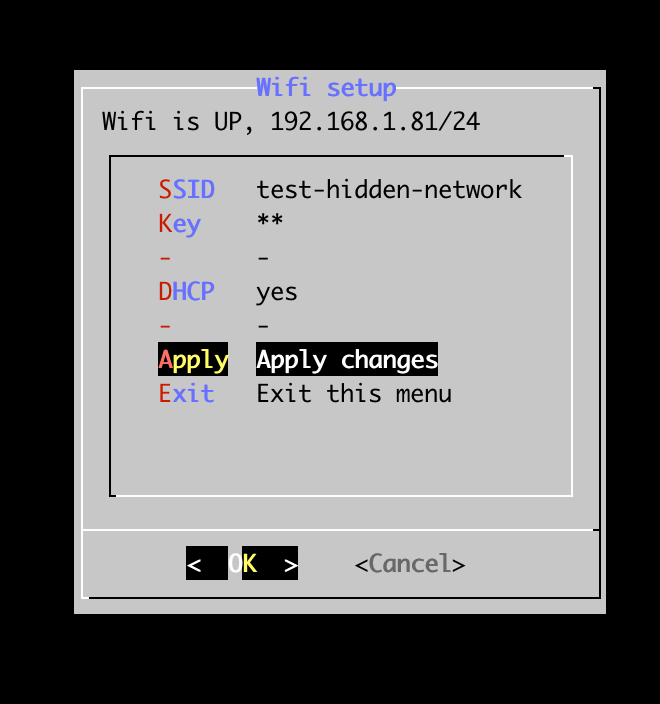 Wifi setup
Wifi is UP, 192.168.1.81/24
SSID test-hidden-network
Key **
- -
DHCP yes
- -
Apply Apply changes
Exit Exit this menu
< OK > <Cancel>